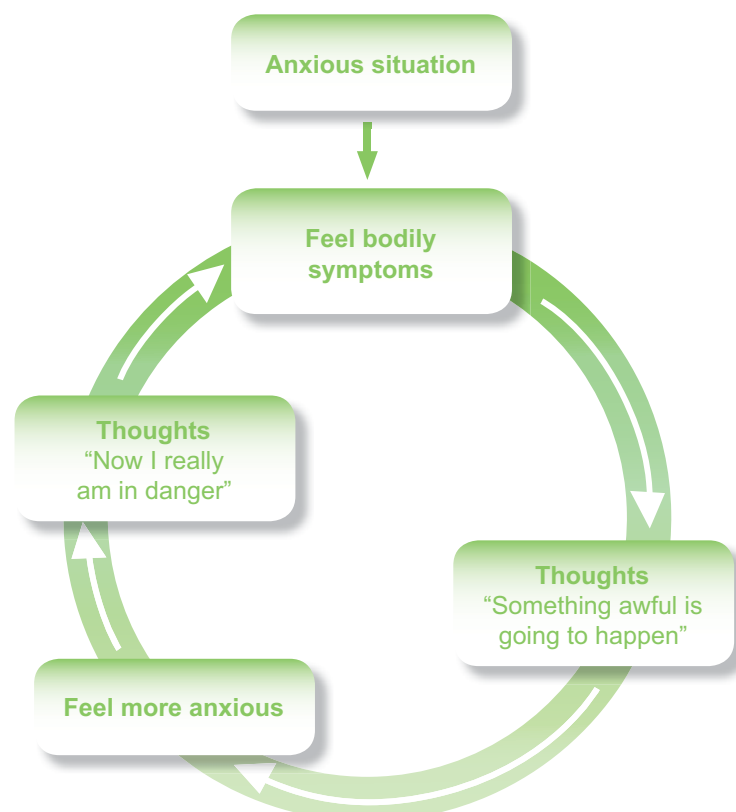 Anxious situation
Feel bodily
symptoms
Thoughts
“Something awful is
going to happen”
Feel more anxious
Thoughts
“Now I really
am in danger”